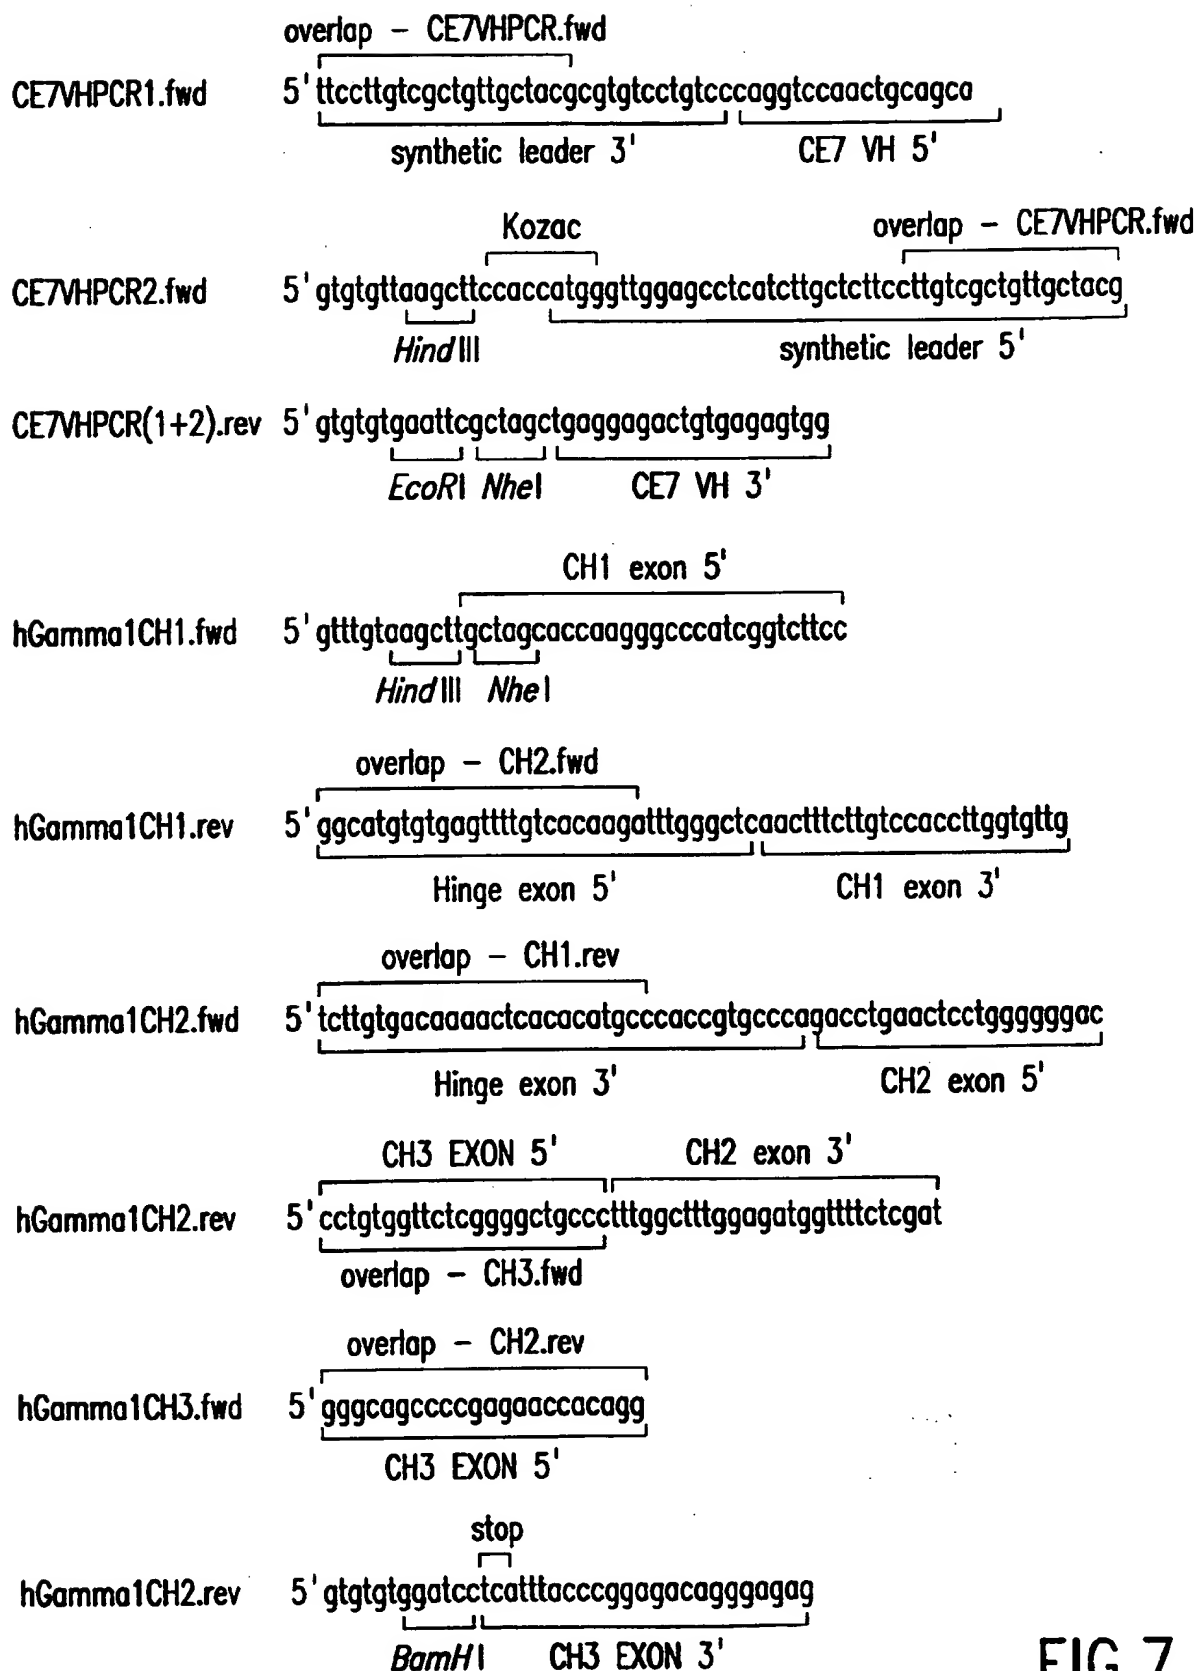 overlap – CE7VHPCR.fwd
CE7VHPCR1.fwd 5'ttccttgtcgctgttgctacgcgtgtcctgtcccaggtccaactgcagca
synthetic leader 3' CE7 VH 5'
Kozac overlap – CE7VHPCR.fwd
CE7VHPCR2.fwd 5'gtgtgttaagcttccaccatgggttggagcctcatcttgctcttccttgtcgctgttgctacg
HindIII synthetic leader 5'
CE7VHPCR(1+2).rev 5'gtgtgtgaattcgctagctgaggagactgtgagagtgg
EcoRI NheI CE7 VH 3'
CH1 exon 5'
hGamma1CH1.fwd 5'gtttgtaagcttgctagcaccaagggcccatcggtcttcc
HindIII NheI
overlap – CH2.fwd
hGamma1CH1.rev 5'ggcatgtgtgagttttgtcacaagatttgggctcaactttcttgtccaccttggtgttg
Hinge exon 5' CH1 exon 3'
overlap – CH1.rev
hGamma1CH2.fwd 5'tcttgtgacaaaactcacacatgcccaccgtgcccagacctgaactcctggggggac
Hinge exon 3' CH2 exon 5'
CH3 EXON 5' CH2 exon 3'
hGamma1CH2.rev 5'cctgtggttctcggggctgccctttggctttggagatggttttctcgat
overlap – CH3.fwd
overlap – CH2.rev
hGamma1CH3.fwd 5'gggcagccccgagaaccacagg
CH3 EXON 5'
stop
hGamma1CH2.rev 5'gtgtgtggatcctcatttacccggagacagggagag
BamHI CH3 EXON 3'
FIG. 7